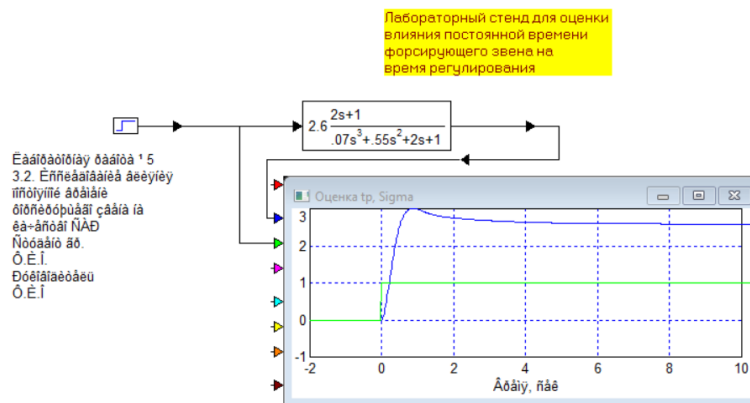 Лабораторный стенд для оценки
влияния постоянной времени
форсирующего звена на
время регулирования
2.6 2s+1
.07s³+.55s²+2s+1
Ëàáîðàòîðíàÿ ðàáîòà ¹ 5
3.2. Èññëåäîâàíèå âëèÿíèÿ
ïîñòîÿííîé âðåìåíè
ôîðñèðóþùåãî çâåíà íà
êà÷åñòâî ÑÀÐ
Ñòóäåíò ãð.
Ô.È.Î.
Ðóêîâîäèòåëü
Ô.È.Î
Оценка tp, Sigma
3
2
1
0
-1
-2 0 2 4 6 8 10
Âðåìÿ, ñåê